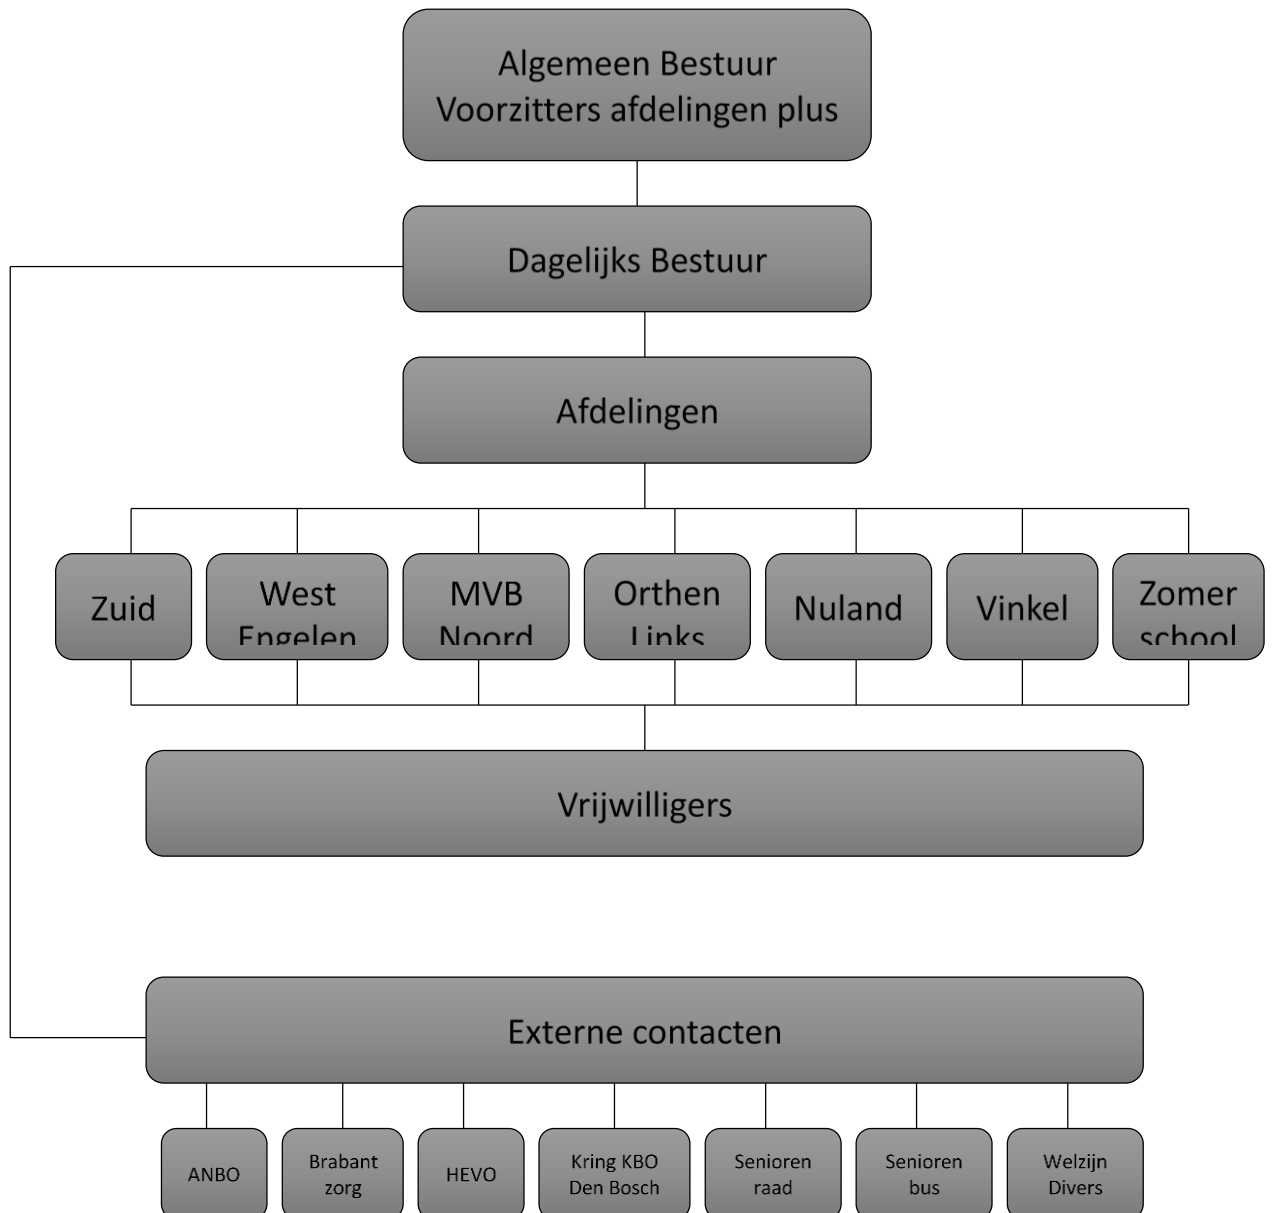 Algemeen Bestuur
Voorzitters afdelingen plus
Dagelijks Bestuur
Afdelingen
Zuid
West
Engelen
MVB
Noord
Orthen
Links
Nuland
Vinkel
Zomer
school
Vrijwilligers
Externe contacten
ANBO
Brabant
zorg
HEVO
Kring KBO
Den Bosch
Senioren
raad
Senioren
bus
Welzijn
Divers